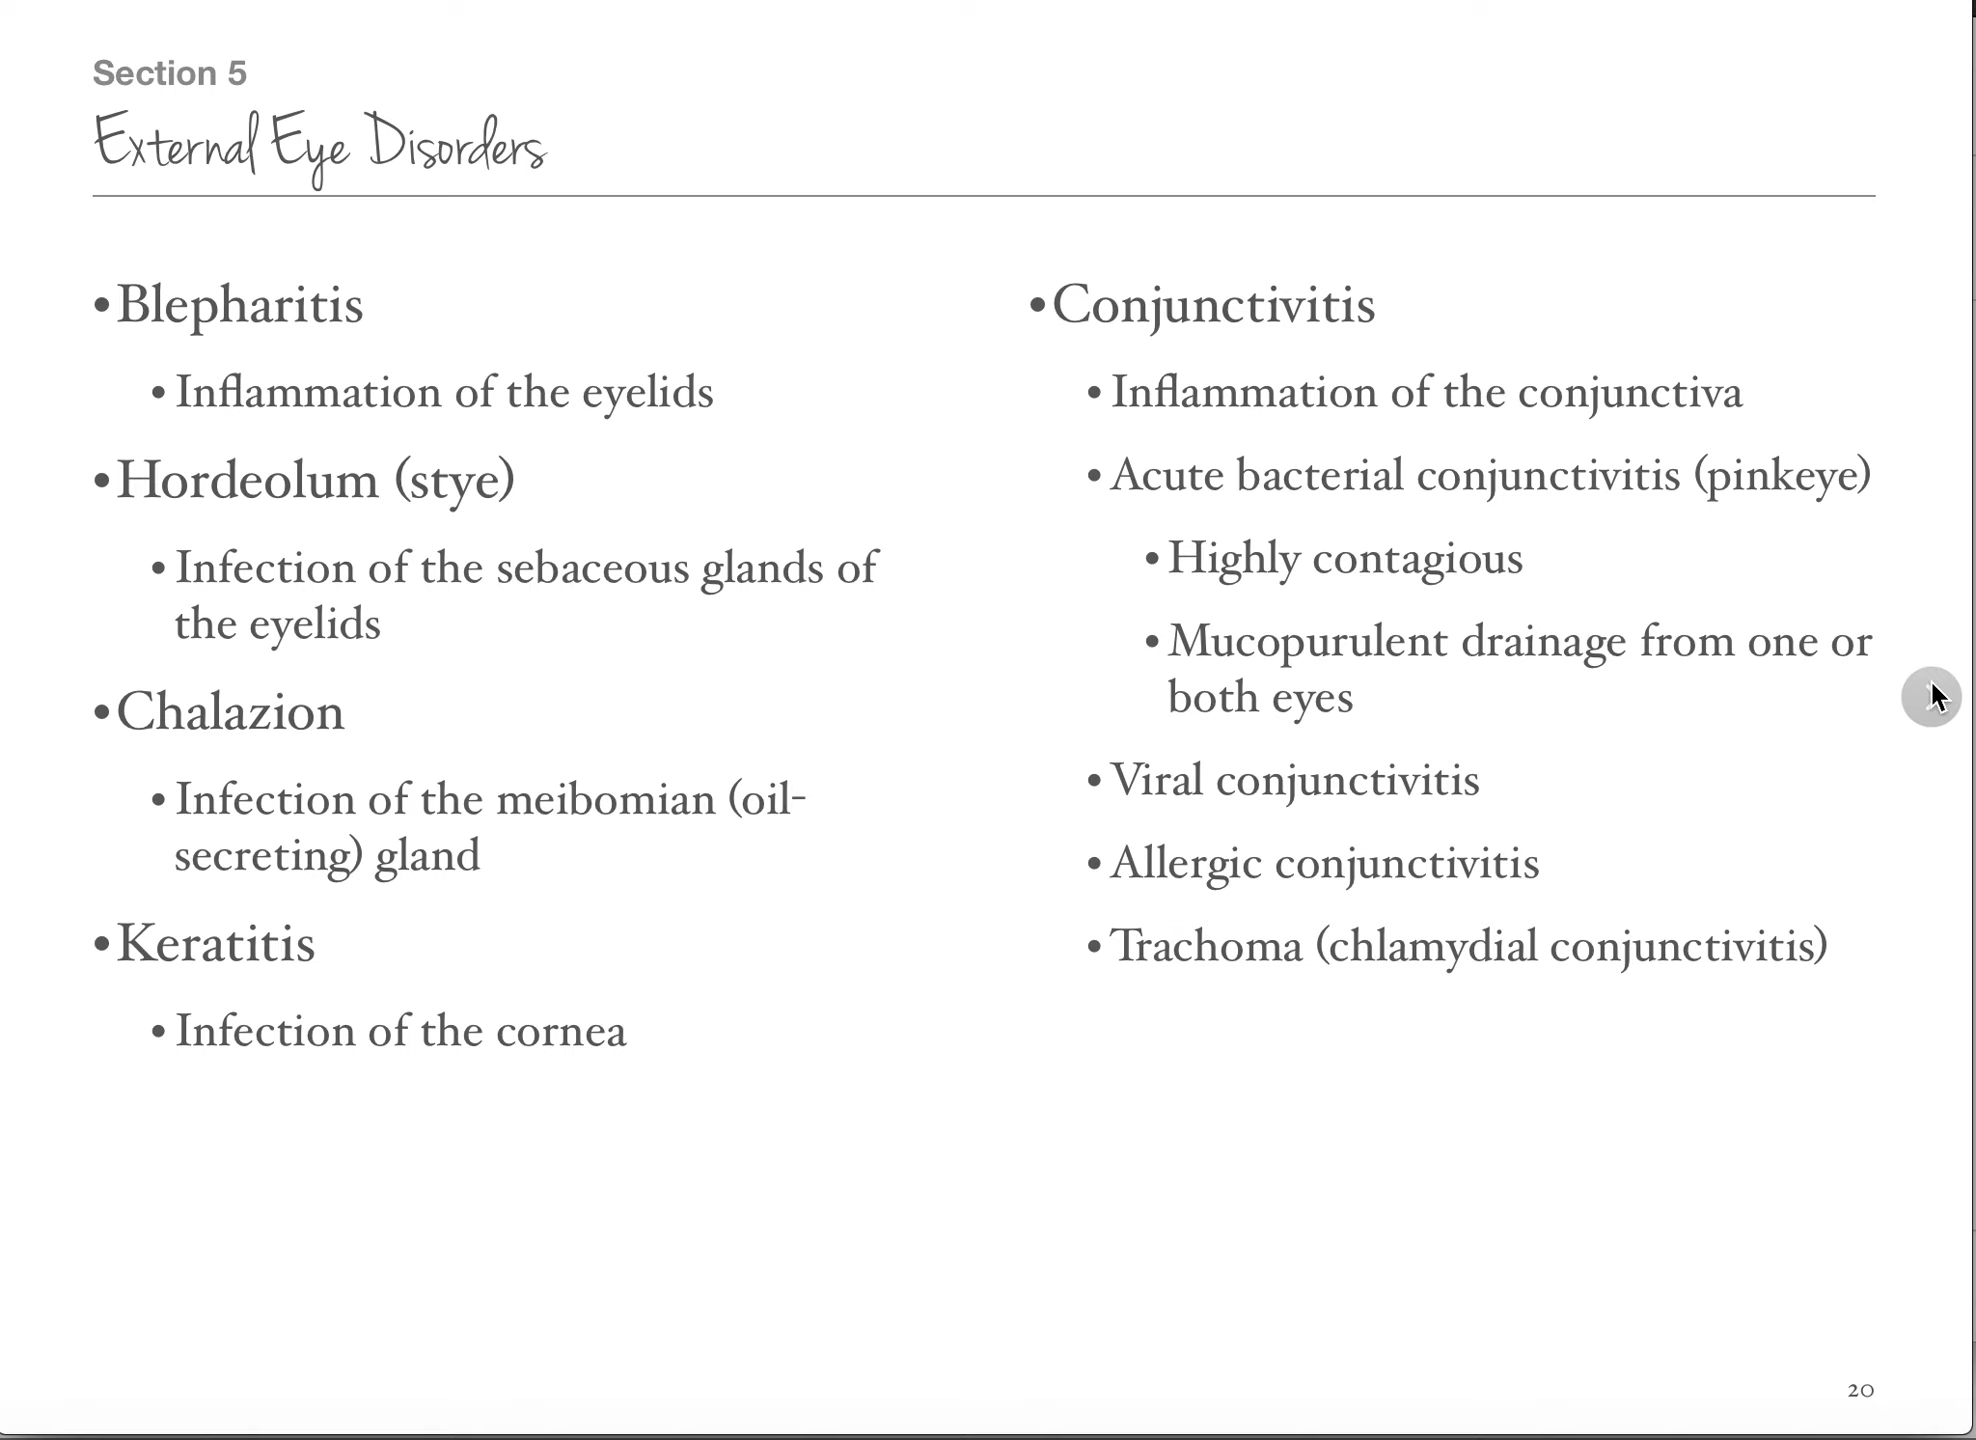 Section 5
External Eye Disorders
•Blepharitis
•Inflammation of the eyelids
•Hordeolum (stye)
•Infection of the sebaceous glands of
the eyelids
•Chalazion
•Infection of the meibomian (oil-
secreting) gland
•Keratitis
•Infection of the cornea
•Conjunctivitis
•Inflammation of the conjunctiva
•Acute bacterial conjunctivitis (pinkeye)
•Highly contagious
•Mucopurulent drainage from one or
both eyes
•Viral conjunctivitis
•Allergic conjunctivitis
•Trachoma (chlamydial conjunctivitis)
20